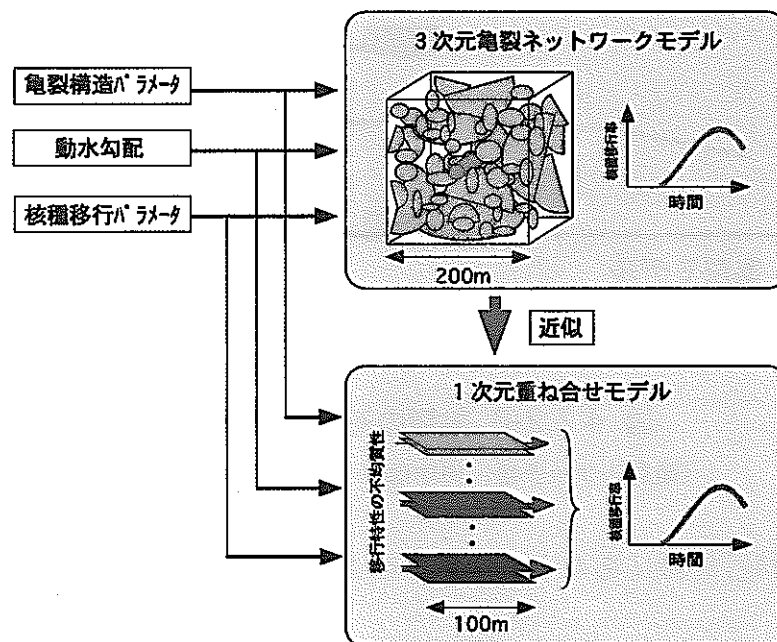 3次元亀裂ネットワークモデル
亀裂構造ﾊﾟﾗﾒｰﾀ
動水勾配
核種移行ﾊﾟﾗﾒｰﾀ
核種移行率
時間
200m
近似
1次元重ね合せモデル
移行特性の不均質性
核種移行率
時間
100m